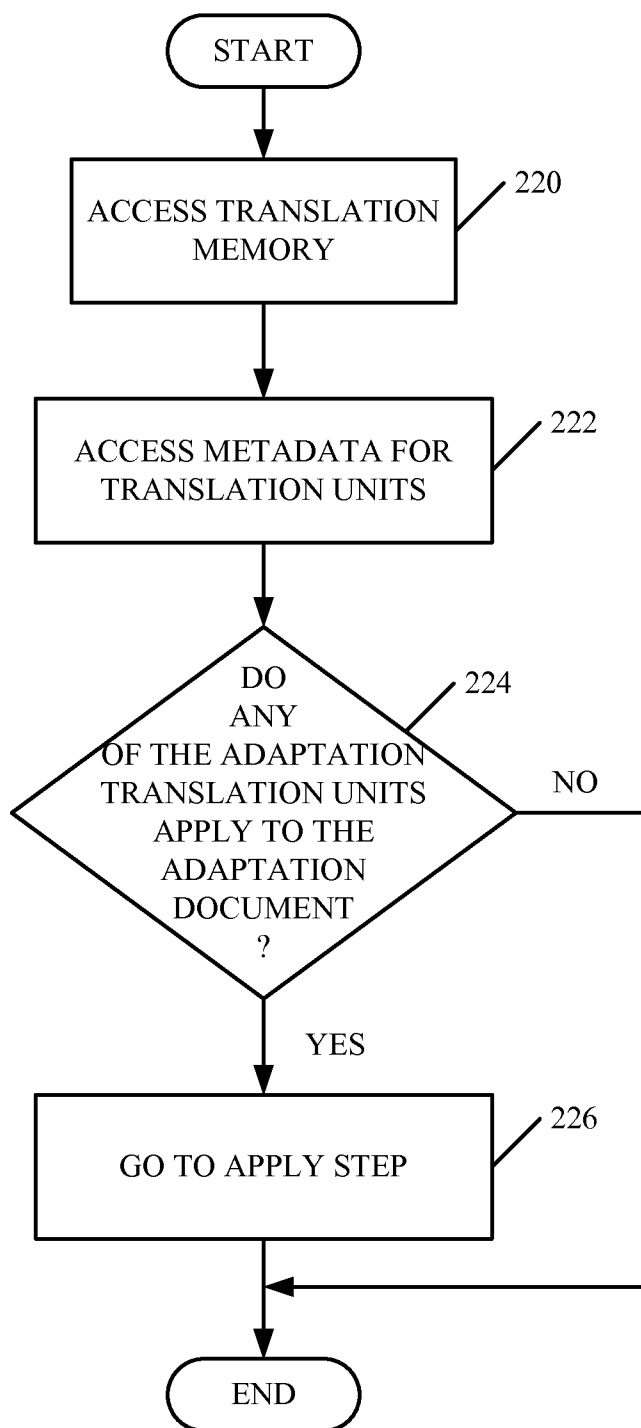 START
ACCESS TRANSLATION
MEMORY
220
ACCESS METADATA FOR
TRANSLATION UNITS
222
DO
ANY
OF THE ADAPTATION
TRANSLATION UNITS
APPLY TO THE
ADAPTATION
DOCUMENT
?
224
NO
YES
GO TO APPLY STEP
226
END